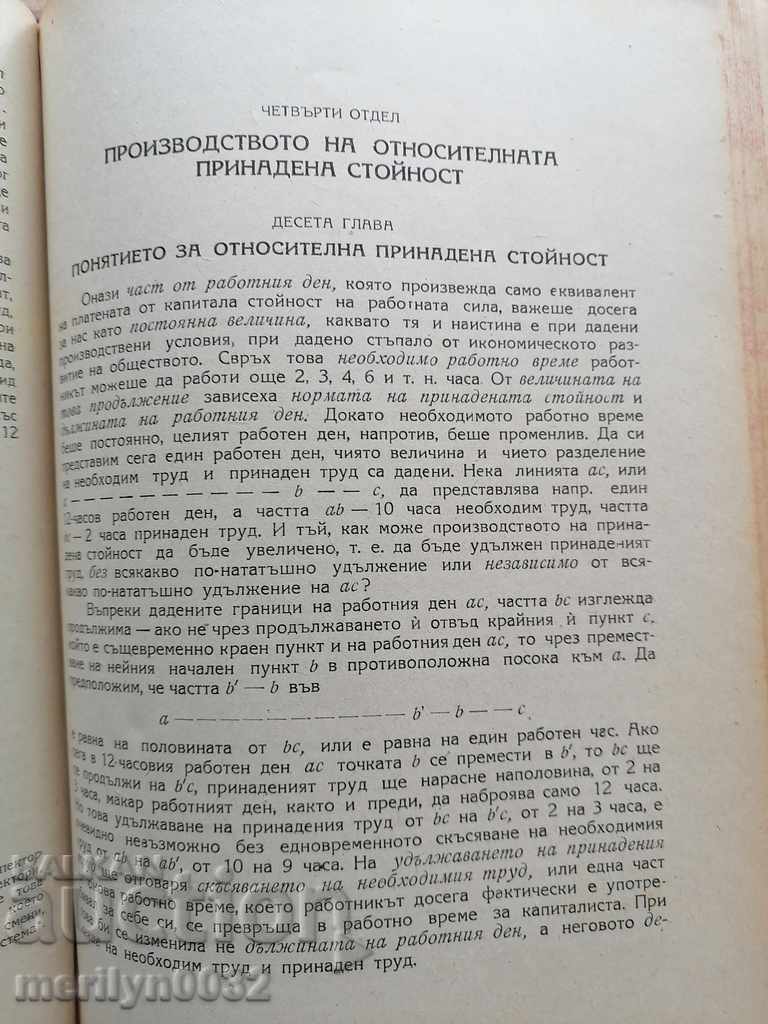 ЧЕТВЪРТИ ОТДЕЛ
ПРОИЗВОДСТВОТО НА ОТНОСИТЕЛНАТА
ПРИНАДЕНА СТОЙНОСТ
ДЕСЕТА ГЛАВА
ПОНЯТИЕТО ЗА ОТНОСИТЕЛНА ПРИНАДЕНА СТОЙНОСТ
Онази част от работния ден, която произвежда само еквивалент
на платената от капитала стойност на работната сила, важеше досега
за нас като постоянна величина, каквато тя и наистина е при дадени
производствени условия, при дадено стъпало от икономическото раз-
витие на обществото. Свръх това необходимо работно време работ-
никът можеше да работи още 2, 3, 4, 6 и т. н. часа. От величината на
това продължение зависеха нормата на принадената стойност и
дължината на работния ден. Докато необходимото работно време
беше постоянно, целият работен ден, напротив, беше променлив. Да си
представим сега един работен ден, чиято величина и чието разделение
на необходим труд и принаден труд са дадени. Нека линията ac, или
— — — — — — — — — — b — — c, да представлява напр. един
12-часов работен ден, а частта ab — 10 часа необходим труд, частта
— 2 часа принаден труд. И тъй, как може производството на прина-
дена стойност да бъде увеличено, т. е. да бъде удължен принаденият
труд, без всякакво по-нататъшно удължение или независимо от вся-
какво по-нататъшно удължение на ac?
Въпреки дадените граници на работния ден ac, частта bc изглежда
продължима — ако не чрез продължаването ѝ отвъд крайния ѝ пункт c,
който е същевременно краен пункт и на работния ден ac, то чрез премест-
ване на нейния начален пункт b в противоположна посока към a. Да
предположим, че частта b′ — b във
a — — — — — — — — — b′ — b — — c
е равна на половината от bc, или е равна на един работен час. Ако
сега в 12-часовия работен ден ac точката b се премести в b′, то bc ще
се продължи на b′c, принаденият труд ще нарасне наполовина, от 2 на
3 часа, макар работният ден, както и преди, да наброява само 12 часа.
Но това удължаване на принадения труд от bc на b′c, от 2 на 3 часа, е
очевидно невъзможно без едновременното скъсяване на необходимия
труд от ab на ab′, от 10 на 9 часа. На удължаването на принадения
ще отговаря скъсяването на необходимия труд, или една част
работно време, което работникът досега фактически е употре-
за себе си, се превръща в работно време за капиталиста. При
това би се изменила не дължината на работния ден, а неговото де-
на необходим труд и принаден труд.
12
тове
която
смени,
стема
merilyn0032